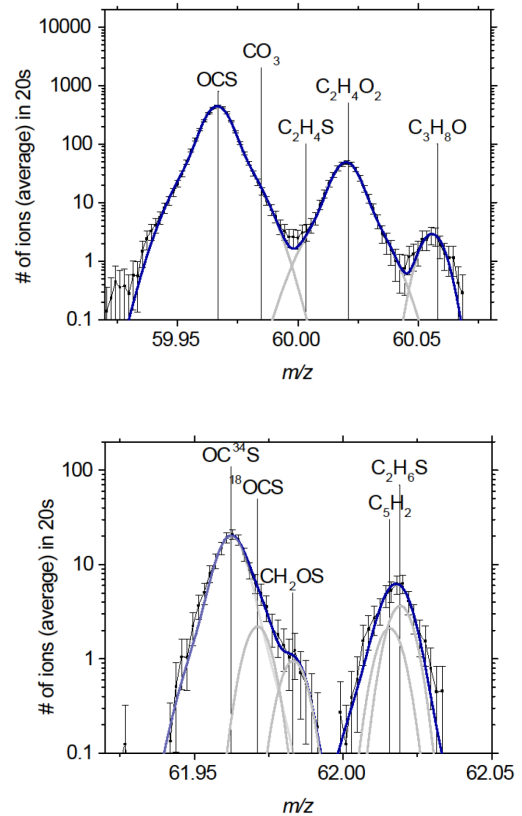 10000
1000
100
10
1
0.1
# of ions (average) in 20s
OCS
CO₃
C₂H₄S
C₂H₄O₂
C₃H₈O
59.95 60.00 60.05
m/z
100
10
1
0.1
# of ions (average) in 20s
OC³⁴S
¹⁸OCS
CH₂OS
C₂H₆S
C₅H₂
61.95 62.00 62.05
m/z